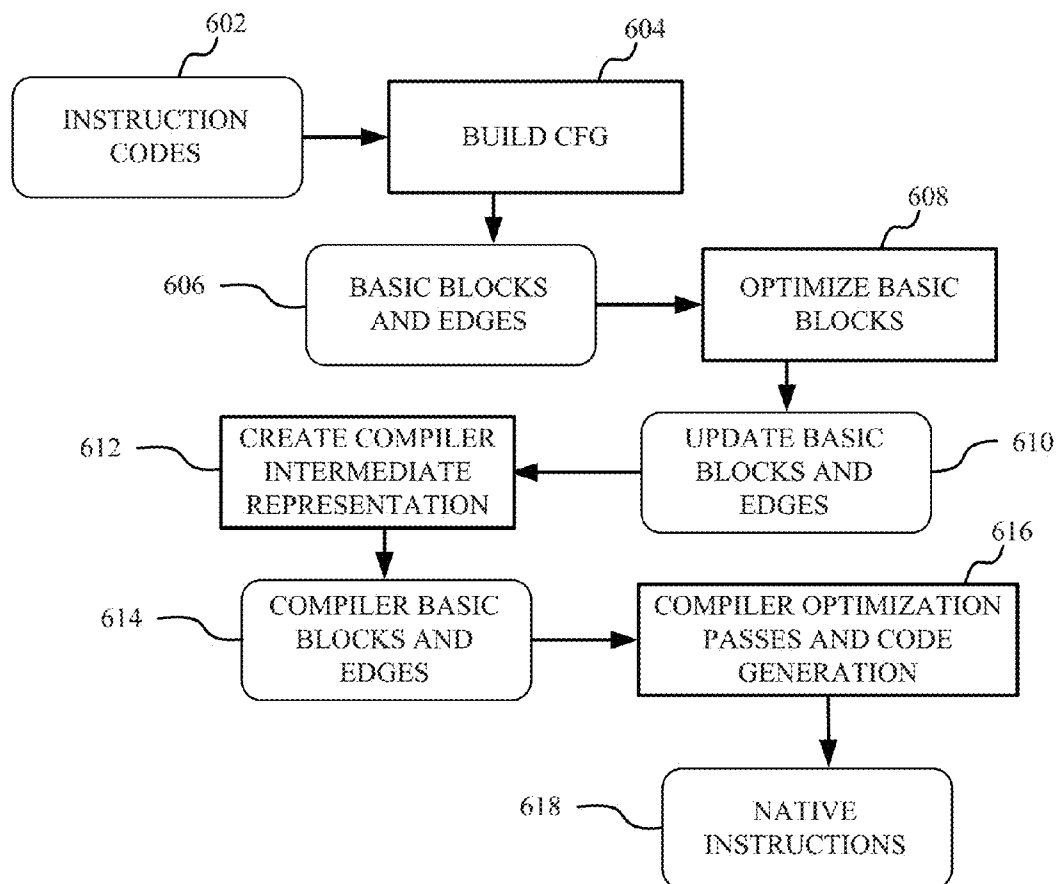 602
604
INSTRUCTION
CODES
BUILD CFG
608
606
BASIC BLOCKS
AND EDGES
OPTIMIZE BASIC
BLOCKS
612
CREATE COMPILER
INTERMEDIATE
REPRESENTATION
UPDATE BASIC
BLOCKS AND
EDGES
610
616
614
COMPILER BASIC
BLOCKS AND
EDGES
COMPILER OPTIMIZATION
PASSES AND CODE
GENERATION
618
NATIVE
INSTRUCTIONS